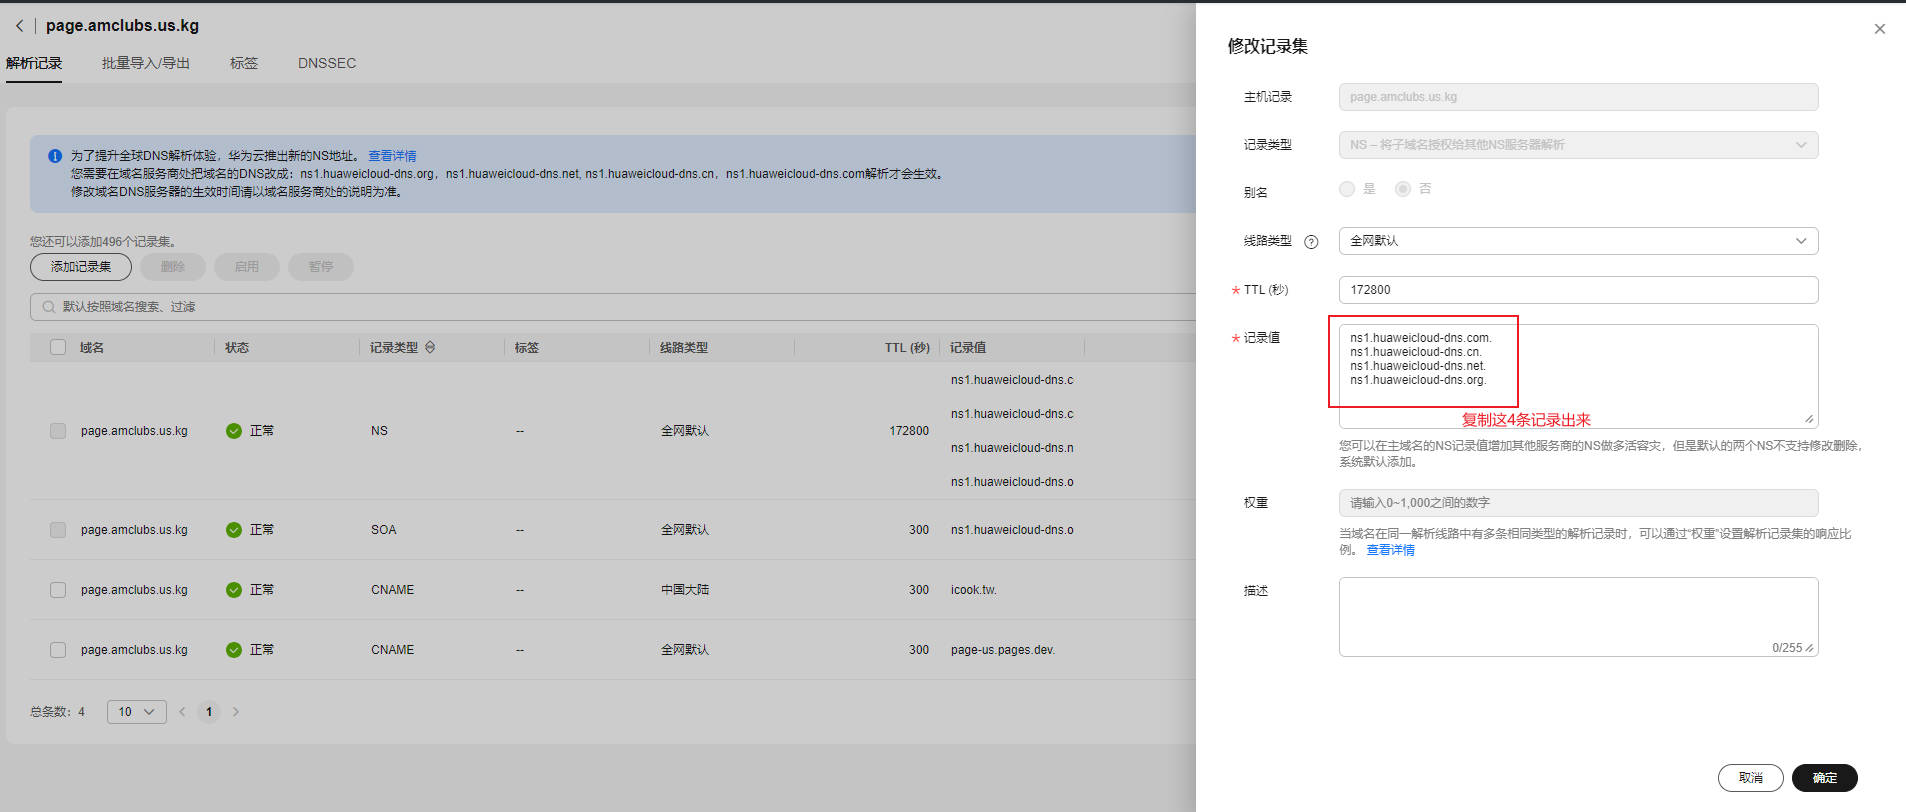 page.amclubs.us.kg
解析记录 批量导入/导出 标签 DNSSEC
为了提升全球DNS解析体验，华为云推出新的NS地址。 查看详情
您需要在域名服务商处把域名的DNS改成：ns1.huaweicloud-dns.org，ns1.huaweicloud-dns.net, ns1.huaweicloud-dns.cn，ns1.huaweicloud-dns.com解析才会生效。
修改域名DNS服务器的生效时间请以域名服务商处的说明为准。
您还可以添加496个记录集。
添加记录集 删除 启用 暂停
默认按照域名搜索、过滤
域名 状态 记录类型 标签 线路类型 TTL (秒) 记录值
ns1.huaweicloud-dns.c
ns1.huaweicloud-dns.c
page.amclubs.us.kg 正常 NS -- 全网默认 172800
ns1.huaweicloud-dns.n
ns1.huaweicloud-dns.o
page.amclubs.us.kg 正常 SOA -- 全网默认 300 ns1.huaweicloud-dns.o
page.amclubs.us.kg 正常 CNAME -- 中国大陆 300 icook.tw.
page.amclubs.us.kg 正常 CNAME -- 全网默认 300 page-us.pages.dev.
总条数：4 10 1
修改记录集
主机记录 page.amclubs.us.kg
记录类型 NS – 将子域名授权给其他NS服务器解析
别名 是 否
线路类型 ? 全网默认
* TTL (秒) 172800
* 记录值
ns1.huaweicloud-dns.com.
ns1.huaweicloud-dns.cn.
ns1.huaweicloud-dns.net.
ns1.huaweicloud-dns.org.
复制这4条记录出来
您可以在主域名的NS记录值增加其他服务商的NS做多活容灾，但是默认的两个NS不支持修改删除，
系统默认添加。
权重 请输入0~1,000之间的数字
当域名在同一解析线路中有多条相同类型的解析记录时，可以通过“权重”设置解析记录集的响应比
例。 查看详情
描述
0/255
取消 确定